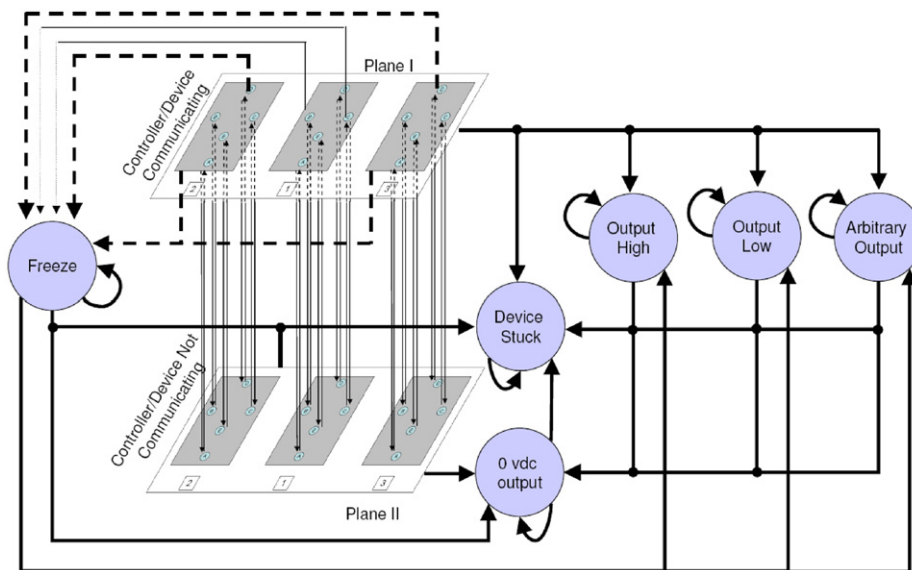 Plane I
Controller/Device
Communicating
2
1
3
Freeze
Output
High
Output
Low
Arbitrary
Output
Device
Stuck
Controller/Device Not
Communicating
0 vdc
output
2
1
3
Plane II